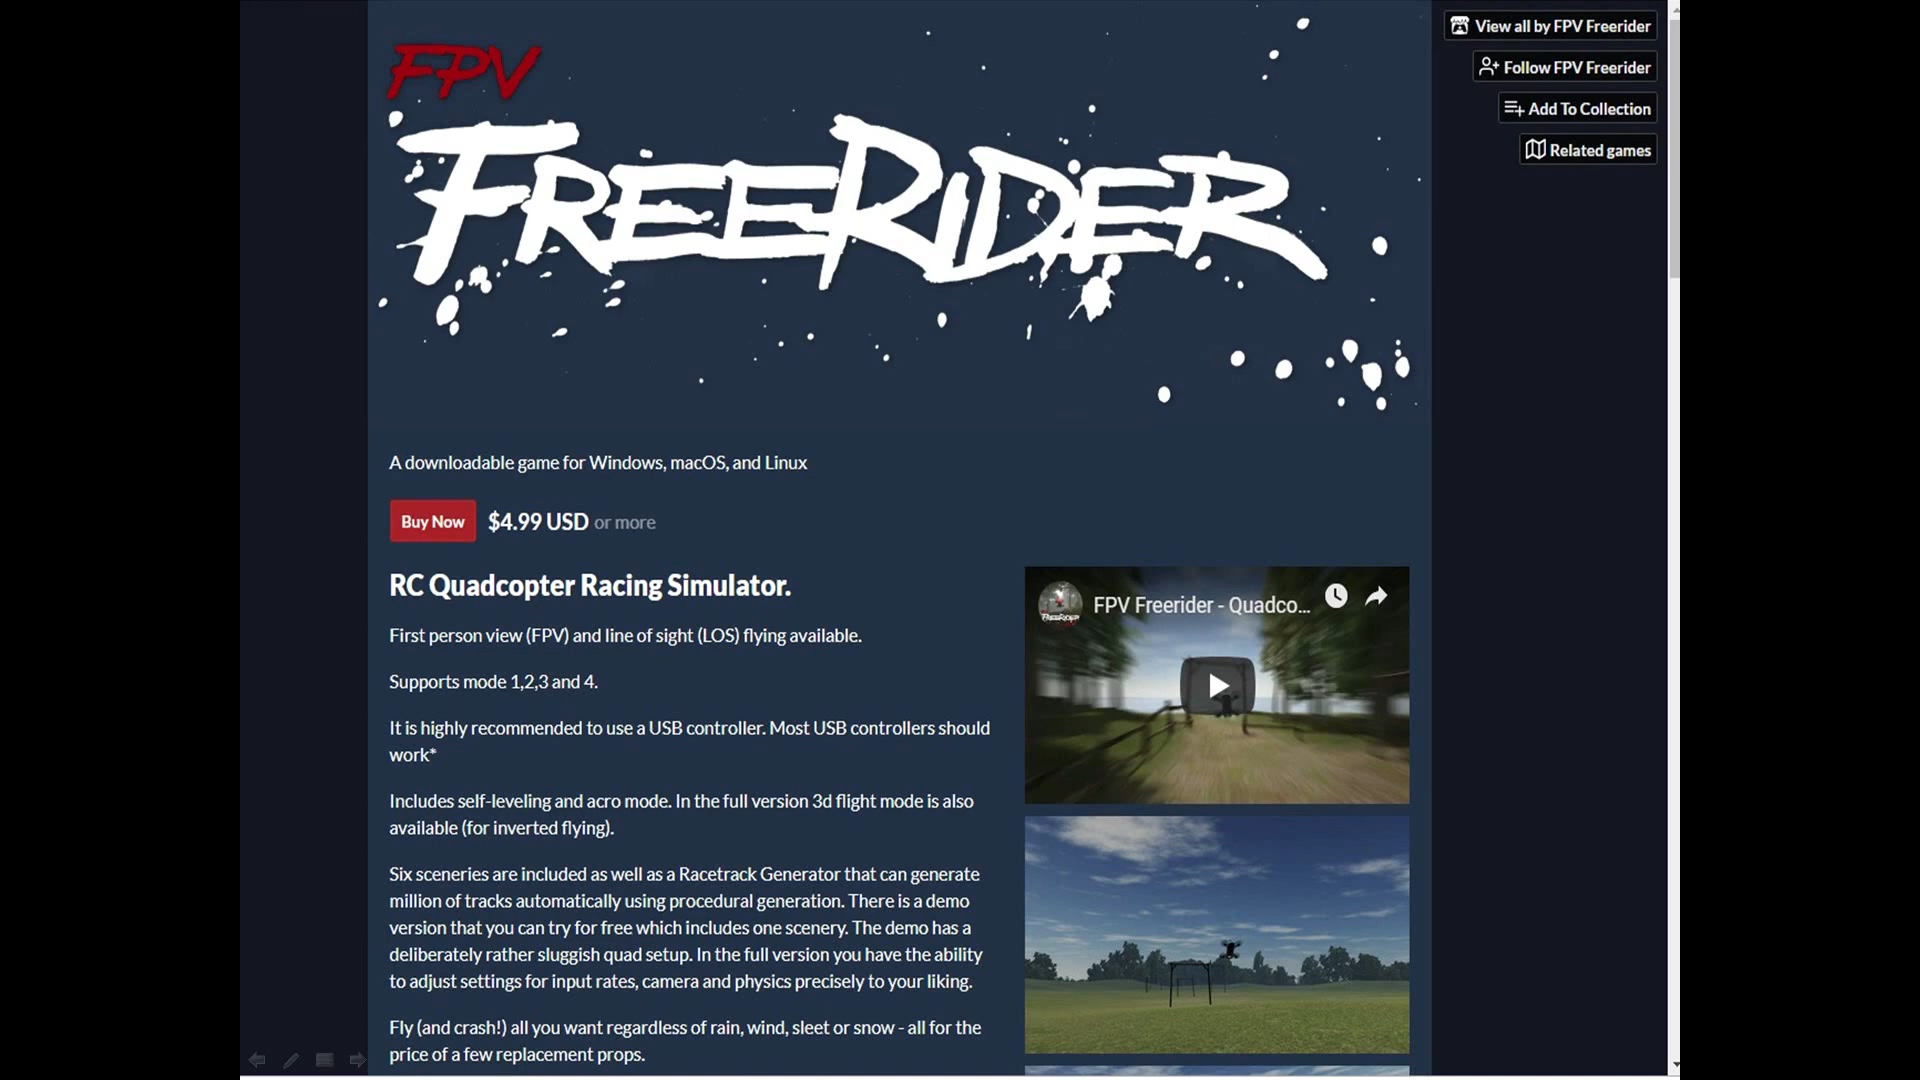 FPV
FREERIDER
View all by FPV Freerider
Follow FPV Freerider
Add To Collection
Related games
A downloadable game for Windows, macOS, and Linux
Buy Now $4.99 USD or more
RC Quadcopter Racing Simulator.
First person view (FPV) and line of sight (LOS) flying available.
Supports mode 1,2,3 and 4.
It is highly recommended to use a USB controller. Most USB controllers should
work*
Includes self-leveling and acro mode. In the full version 3d flight mode is also
available (for inverted flying).
Six sceneries are included as well as a Racetrack Generator that can generate
million of tracks automatically using procedural generation. There is a demo
version that you can try for free which includes one scenery. The demo has a
deliberately rather sluggish quad setup. In the full version you have the ability
to adjust settings for input rates, camera and physics precisely to your liking.
Fly (and crash!) all you want regardless of rain, wind, sleet or snow - all for the
price of a few replacement props.
FPV Freerider - Quadco...
FREERIDER